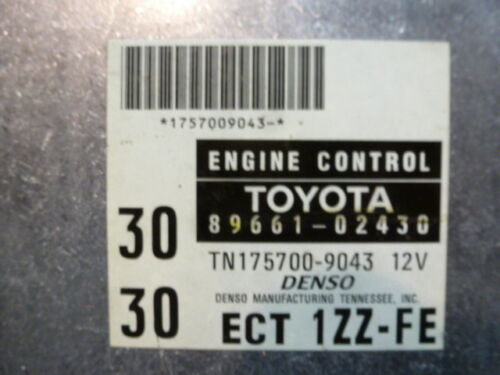 *1757009043-*
ENGINE CONTROL
TOYOTA
89661-02430
30
TN175700-9043 12V
DENSO
DENSO MANUFACTURING TENNESSEE, INC.
30
ECT 1ZZ-FE